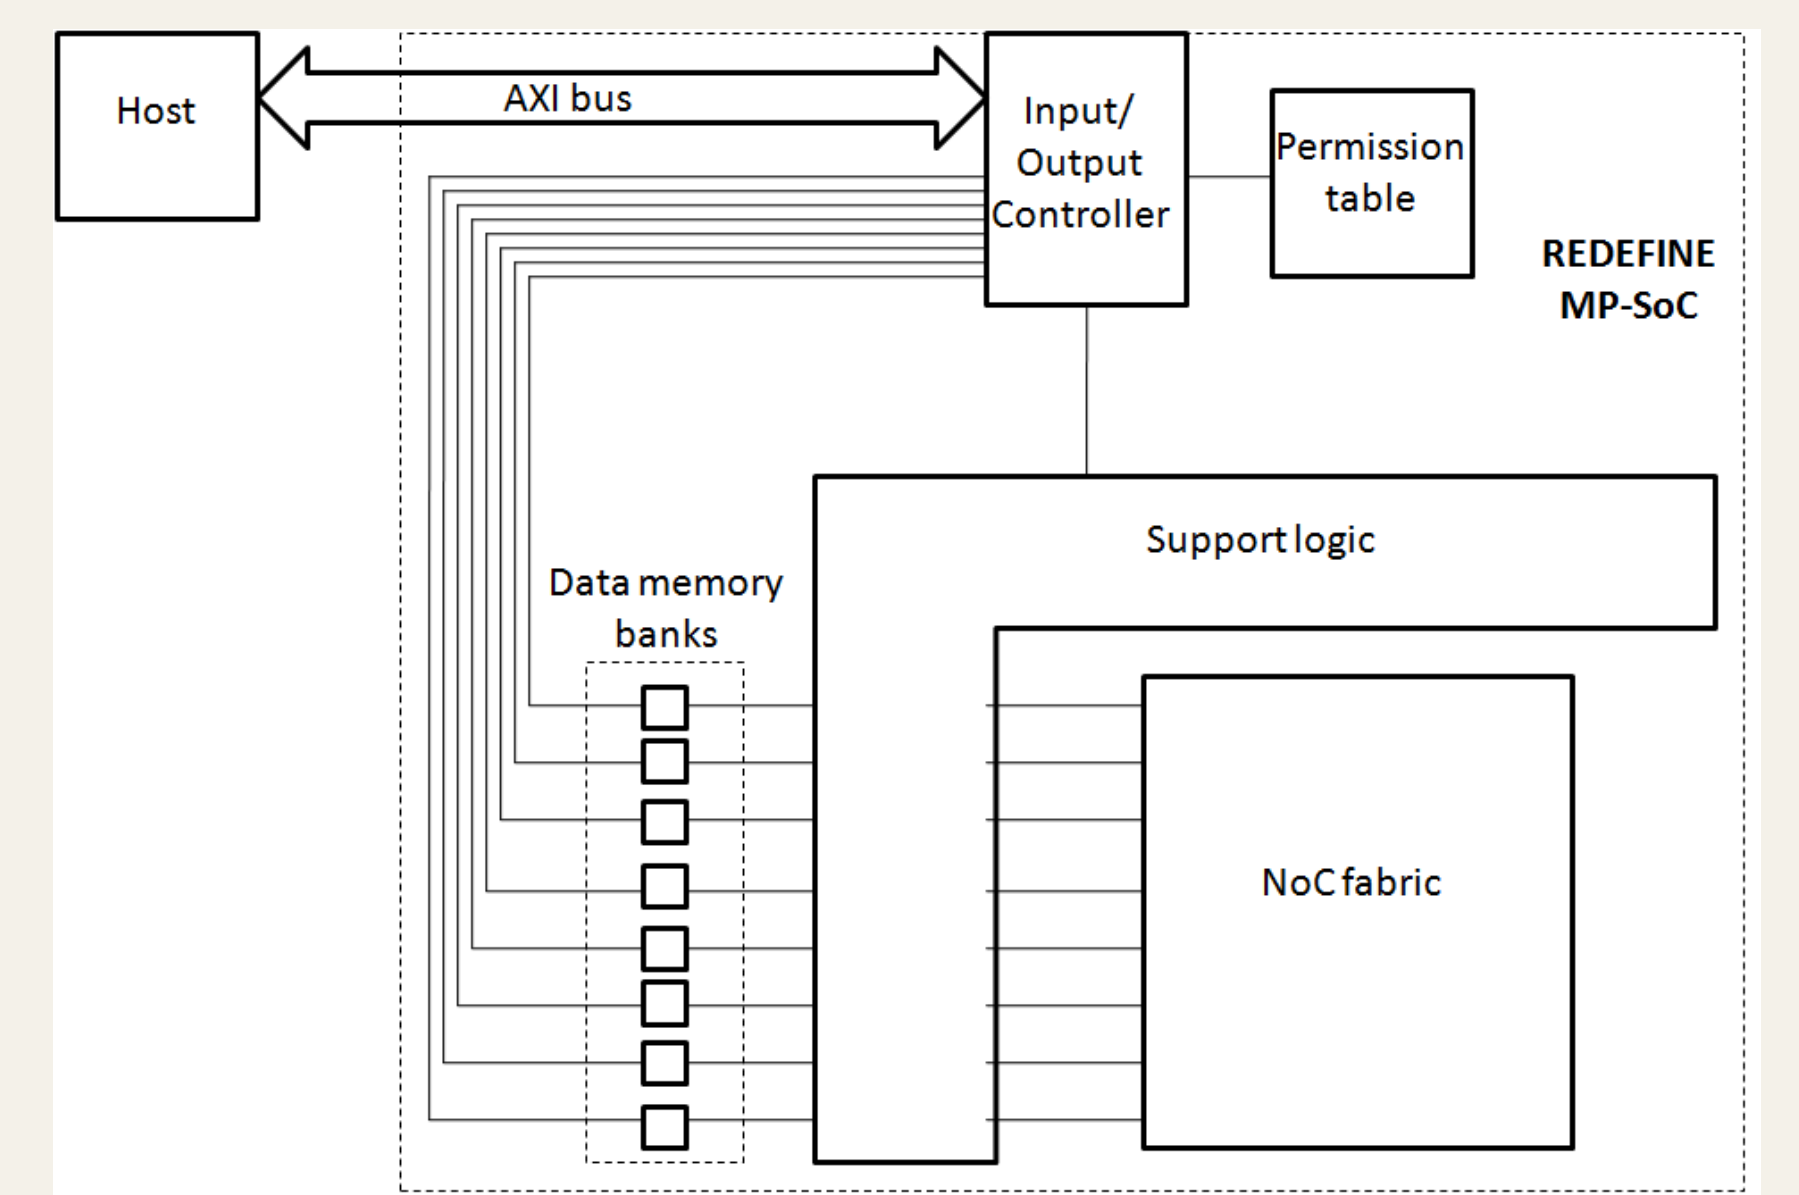 Host
AXI bus
Input/
Output
Controller
Permission
table
REDEFINE
MP-SoC
Support logic
Data memory
banks
NoC fabric